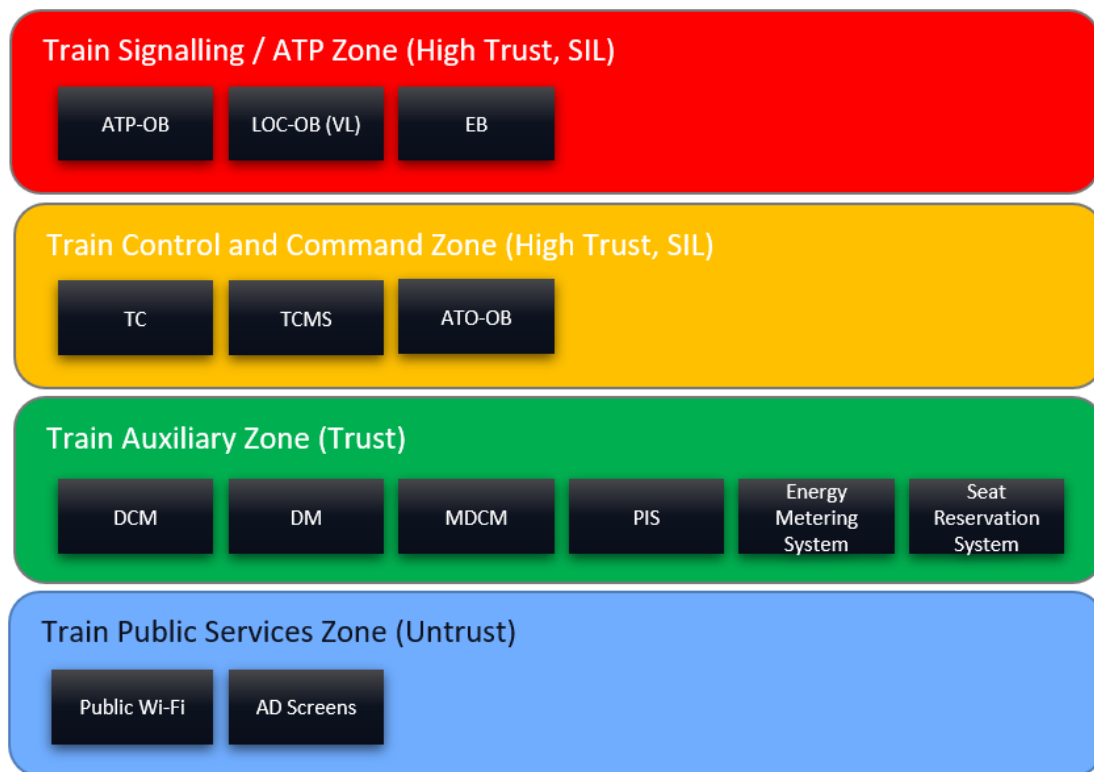 Train Signalling / ATP Zone (High Trust, SIL)
ATP-OB
LOC-OB (VL)
EB
Train Control and Command Zone (High Trust, SIL)
TC
TCMS
ATO-OB
Train Auxiliary Zone (Trust)
DCM
DM
MDCM
PIS
Energy
Metering
System
Seat
Reservation
System
Train Public Services Zone (Untrust)
Public Wi-Fi
AD Screens